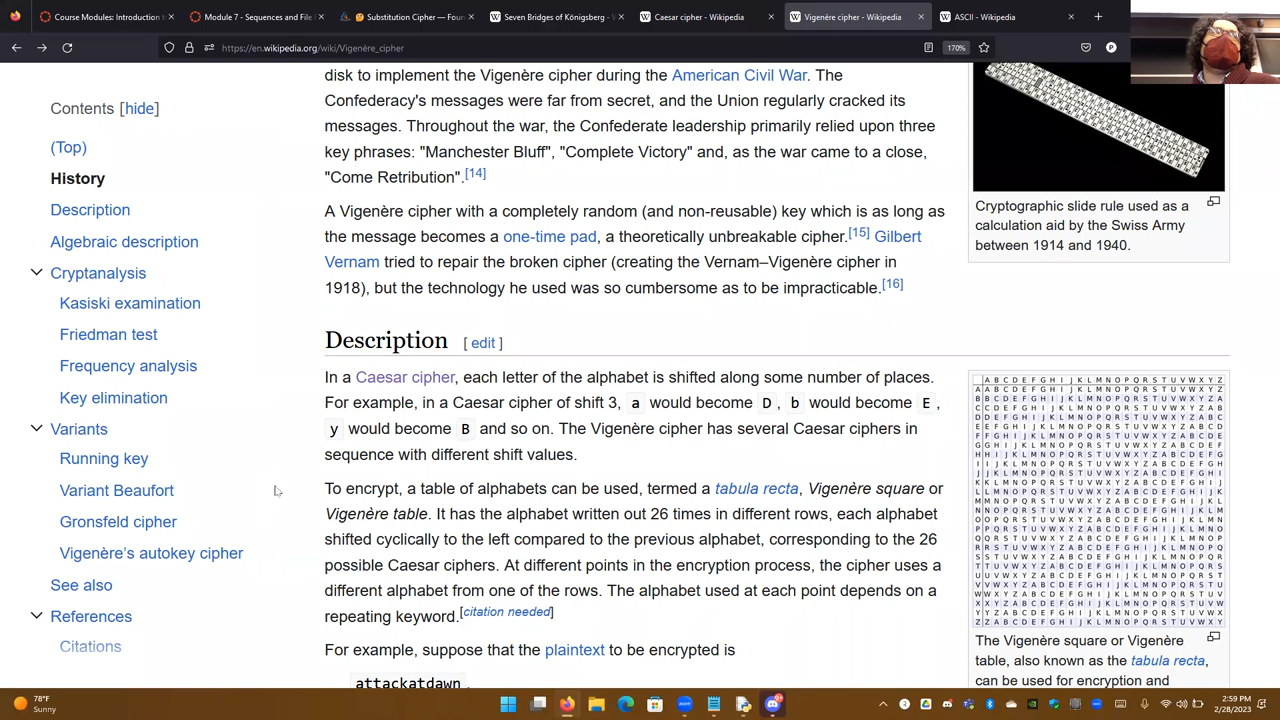 Course Modules: Introduction t
Module 7 - Sequences and File
Substitution Cipher — Foun
Seven Bridges of Königsberg - V
Caesar cipher - Wikipedia
Vigenère cipher - Wikipedia
ASCII - Wikipedia
https://en.wikipedia.org/wiki/Vigenère_cipher
170%
Contents [hide]
(Top)
History
Description
Algebraic description
Cryptanalysis
Kasiski examination
Friedman test
Frequency analysis
Key elimination
Variants
Running key
Variant Beaufort
Gronsfeld cipher
Vigenère's autokey cipher
See also
References
Citations
disk to implement the Vigenère cipher during the American Civil War. The
Confederacy's messages were far from secret, and the Union regularly cracked its
messages. Throughout the war, the Confederate leadership primarily relied upon three
key phrases: "Manchester Bluff", "Complete Victory" and, as the war came to a close,
"Come Retribution".[14]
A Vigenère cipher with a completely random (and non-reusable) key which is as long as
the message becomes a one-time pad, a theoretically unbreakable cipher.[15] Gilbert
Vernam tried to repair the broken cipher (creating the Vernam–Vigenère cipher in
1918), but the technology he used was so cumbersome as to be impracticable.[16]
Description [ edit ]
In a Caesar cipher, each letter of the alphabet is shifted along some number of places.
For example, in a Caesar cipher of shift 3, a would become D, b would become E,
y would become B and so on. The Vigenère cipher has several Caesar ciphers in
sequence with different shift values.
To encrypt, a table of alphabets can be used, termed a tabula recta, Vigenère square or
Vigenère table. It has the alphabet written out 26 times in different rows, each alphabet
shifted cyclically to the left compared to the previous alphabet, corresponding to the 26
possible Caesar ciphers. At different points in the encryption process, the cipher uses a
different alphabet from one of the rows. The alphabet used at each point depends on a
repeating keyword.[citation needed]
For example, suppose that the plaintext to be encrypted is
attackatdawn.
Cryptographic slide rule used as a
calculation aid by the Swiss Army
between 1914 and 1940.
A B C D E F G H I J K L M N O P Q R S T U V W X Y Z
A A B C D E F G H I J K L M N O P Q R S T U V W X Y Z
B B C D E F G H I J K L M N O P Q R S T U V W X Y Z A
C C D E F G H I J K L M N O P Q R S T U V W X Y Z A B
D D E F G H I J K L M N O P Q R S T U V W X Y Z A B C
E E F G H I J K L M N O P Q R S T U V W X Y Z A B C D
F F G H I J K L M N O P Q R S T U V W X Y Z A B C D E
G G H I J K L M N O P Q R S T U V W X Y Z A B C D E F
H H I J K L M N O P Q R S T U V W X Y Z A B C D E F G
I I J K L M N O P Q R S T U V W X Y Z A B C D E F G H
J J K L M N O P Q R S T U V W X Y Z A B C D E F G H I
K K L M N O P Q R S T U V W X Y Z A B C D E F G H I J
L L M N O P Q R S T U V W X Y Z A B C D E F G H I J K
M M N O P Q R S T U V W X Y Z A B C D E F G H I J K L
N N O P Q R S T U V W X Y Z A B C D E F G H I J K L M
O O P Q R S T U V W X Y Z A B C D E F G H I J K L M N
P P Q R S T U V W X Y Z A B C D E F G H I J K L M N O
Q Q R S T U V W X Y Z A B C D E F G H I J K L M N O P
R R S T U V W X Y Z A B C D E F G H I J K L M N O P Q
S S T U V W X Y Z A B C D E F G H I J K L M N O P Q R
T T U V W X Y Z A B C D E F G H I J K L M N O P Q R S
U U V W X Y Z A B C D E F G H I J K L M N O P Q R S T
V V W X Y Z A B C D E F G H I J K L M N O P Q R S T U
W W X Y Z A B C D E F G H I J K L M N O P Q R S T U V
X X Y Z A B C D E F G H I J K L M N O P Q R S T U V W
Y Y Z A B C D E F G H I J K L M N O P Q R S T U V W X
Z Z A B C D E F G H I J K L M N O P Q R S T U V W X Y
The Vigenère square or Vigenère
table, also known as the tabula recta,
can be used for encryption and
78°F
Sunny
2:59 PM
2/28/2023